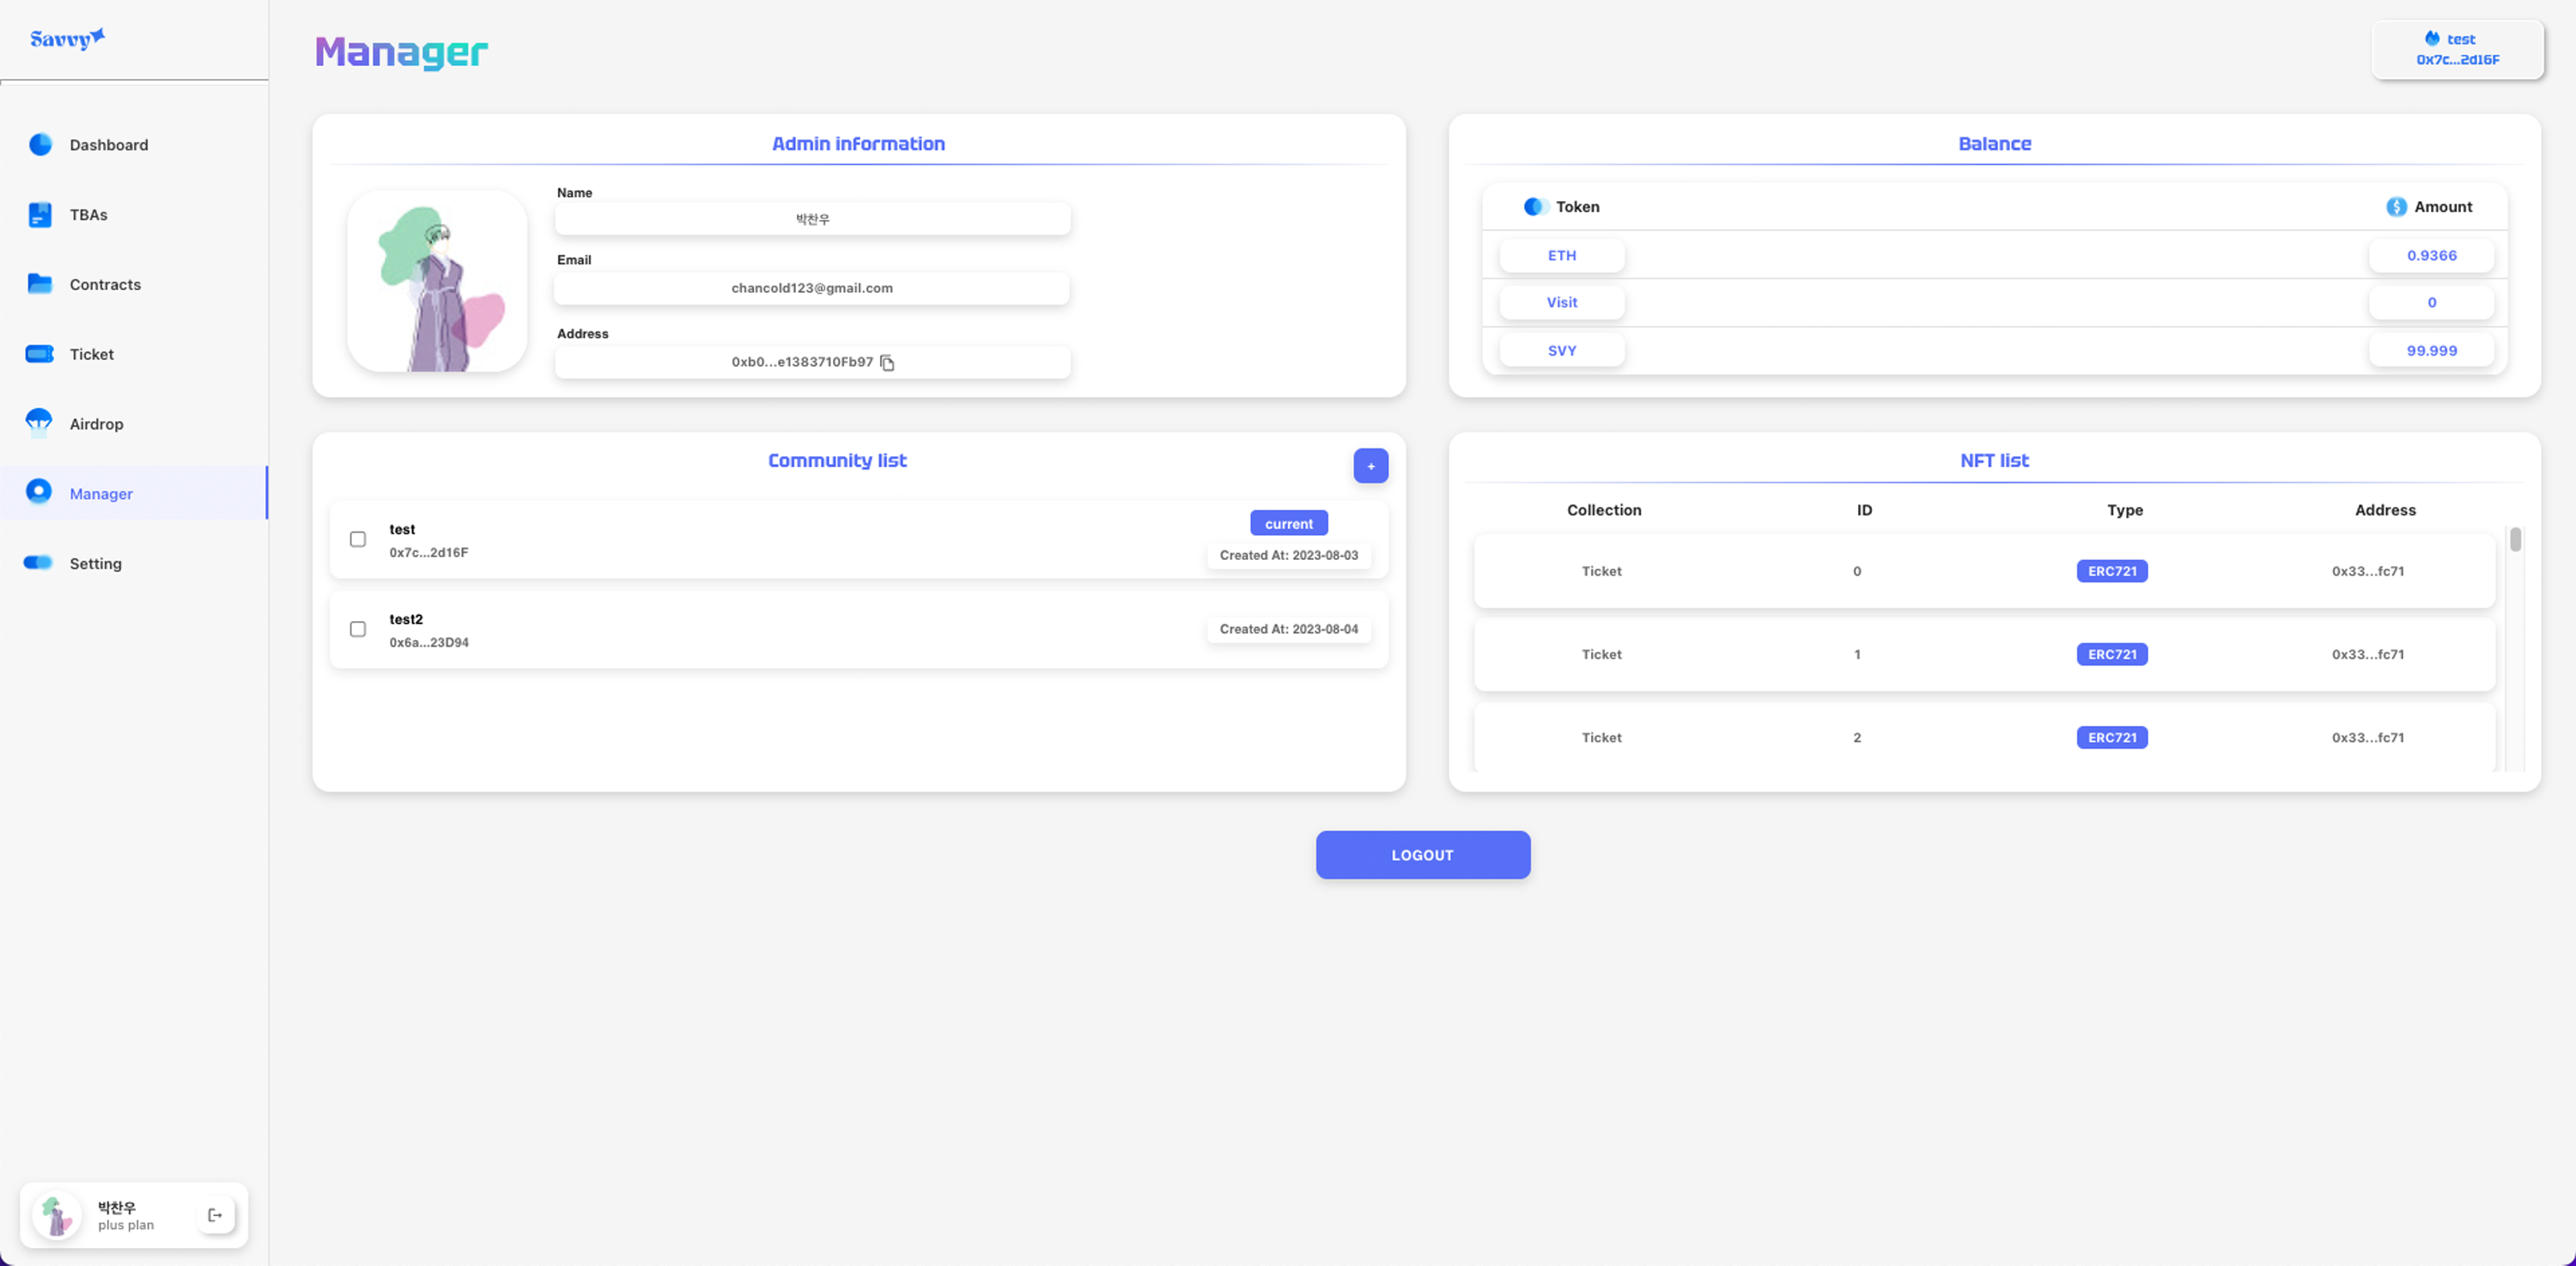 Savvy
Dashboard
TBAs
Contracts
Ticket
Airdrop
Manager
Setting
박찬우
plus plan
Manager
test
0x7c...2d16F
Admin information
Name
박찬우
Email
chancold123@gmail.com
Address
0xb0...e1383710Fb97
Balance
Token Amount
ETH 0.9366
Visit 0
SVY 99.999
Community list
+
test
0x7c...2d16F
current
Created At: 2023-08-03
test2
0x6a...23D94
Created At: 2023-08-04
NFT list
Collection ID Type Address
Ticket 0 ERC721 0x33...fc71
Ticket 1 ERC721 0x33...fc71
Ticket 2 ERC721 0x33...fc71
LOGOUT